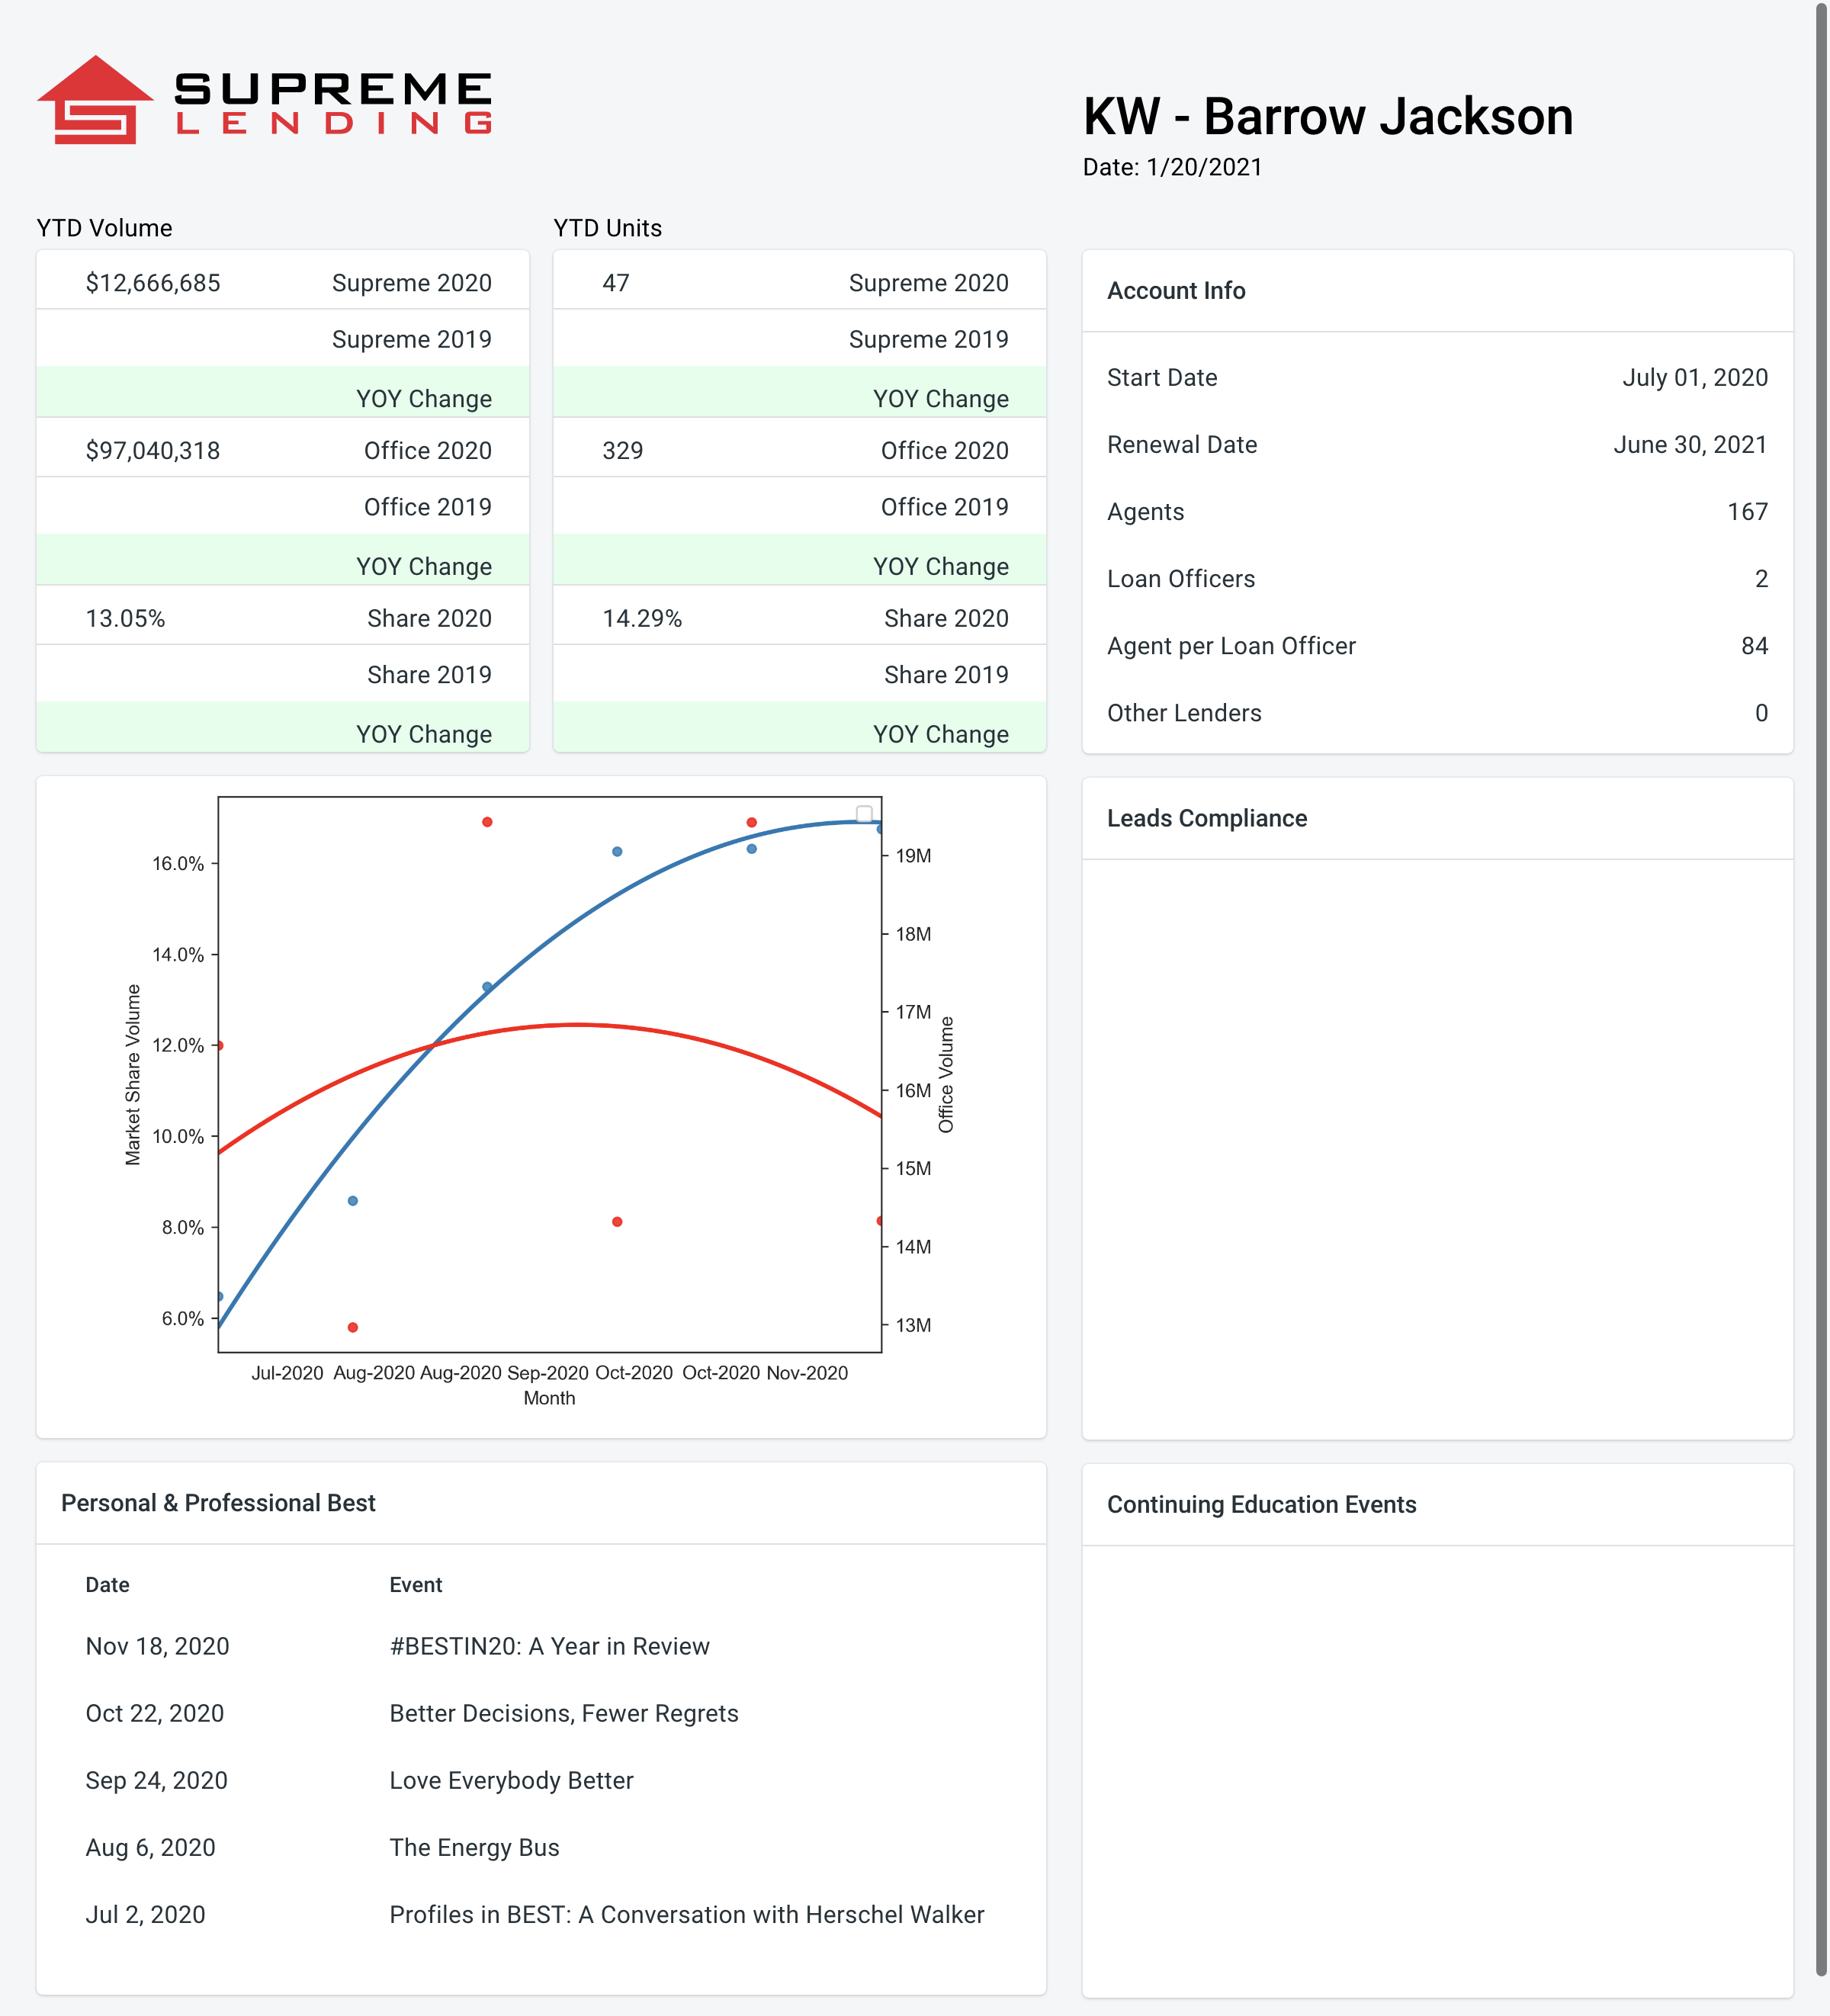 SUPREME
LENDING
KW - Barrow Jackson
Date: 1/20/2021
YTD Volume
$12,666,685 Supreme 2020
Supreme 2019
YOY Change
$97,040,318 Office 2020
Office 2019
YOY Change
13.05% Share 2020
Share 2019
YOY Change
YTD Units
47 Supreme 2020
Supreme 2019
YOY Change
329 Office 2020
Office 2019
YOY Change
14.29% Share 2020
Share 2019
YOY Change
Account Info
Start Date July 01, 2020
Renewal Date June 30, 2021
Agents 167
Loan Officers 2
Agent per Loan Officer 84
Other Lenders 0
Market Share Volume
16.0%
14.0%
12.0%
10.0%
8.0%
6.0%
19M
18M
17M
16M
15M
14M
13M
Office Volume
Jul-2020 Aug-2020 Aug-2020 Sep-2020 Oct-2020 Oct-2020 Nov-2020
Month
Leads Compliance
Personal & Professional Best
Date Event
Nov 18, 2020 #BESTIN20: A Year in Review
Oct 22, 2020 Better Decisions, Fewer Regrets
Sep 24, 2020 Love Everybody Better
Aug 6, 2020 The Energy Bus
Jul 2, 2020 Profiles in BEST: A Conversation with Herschel Walker
Continuing Education Events